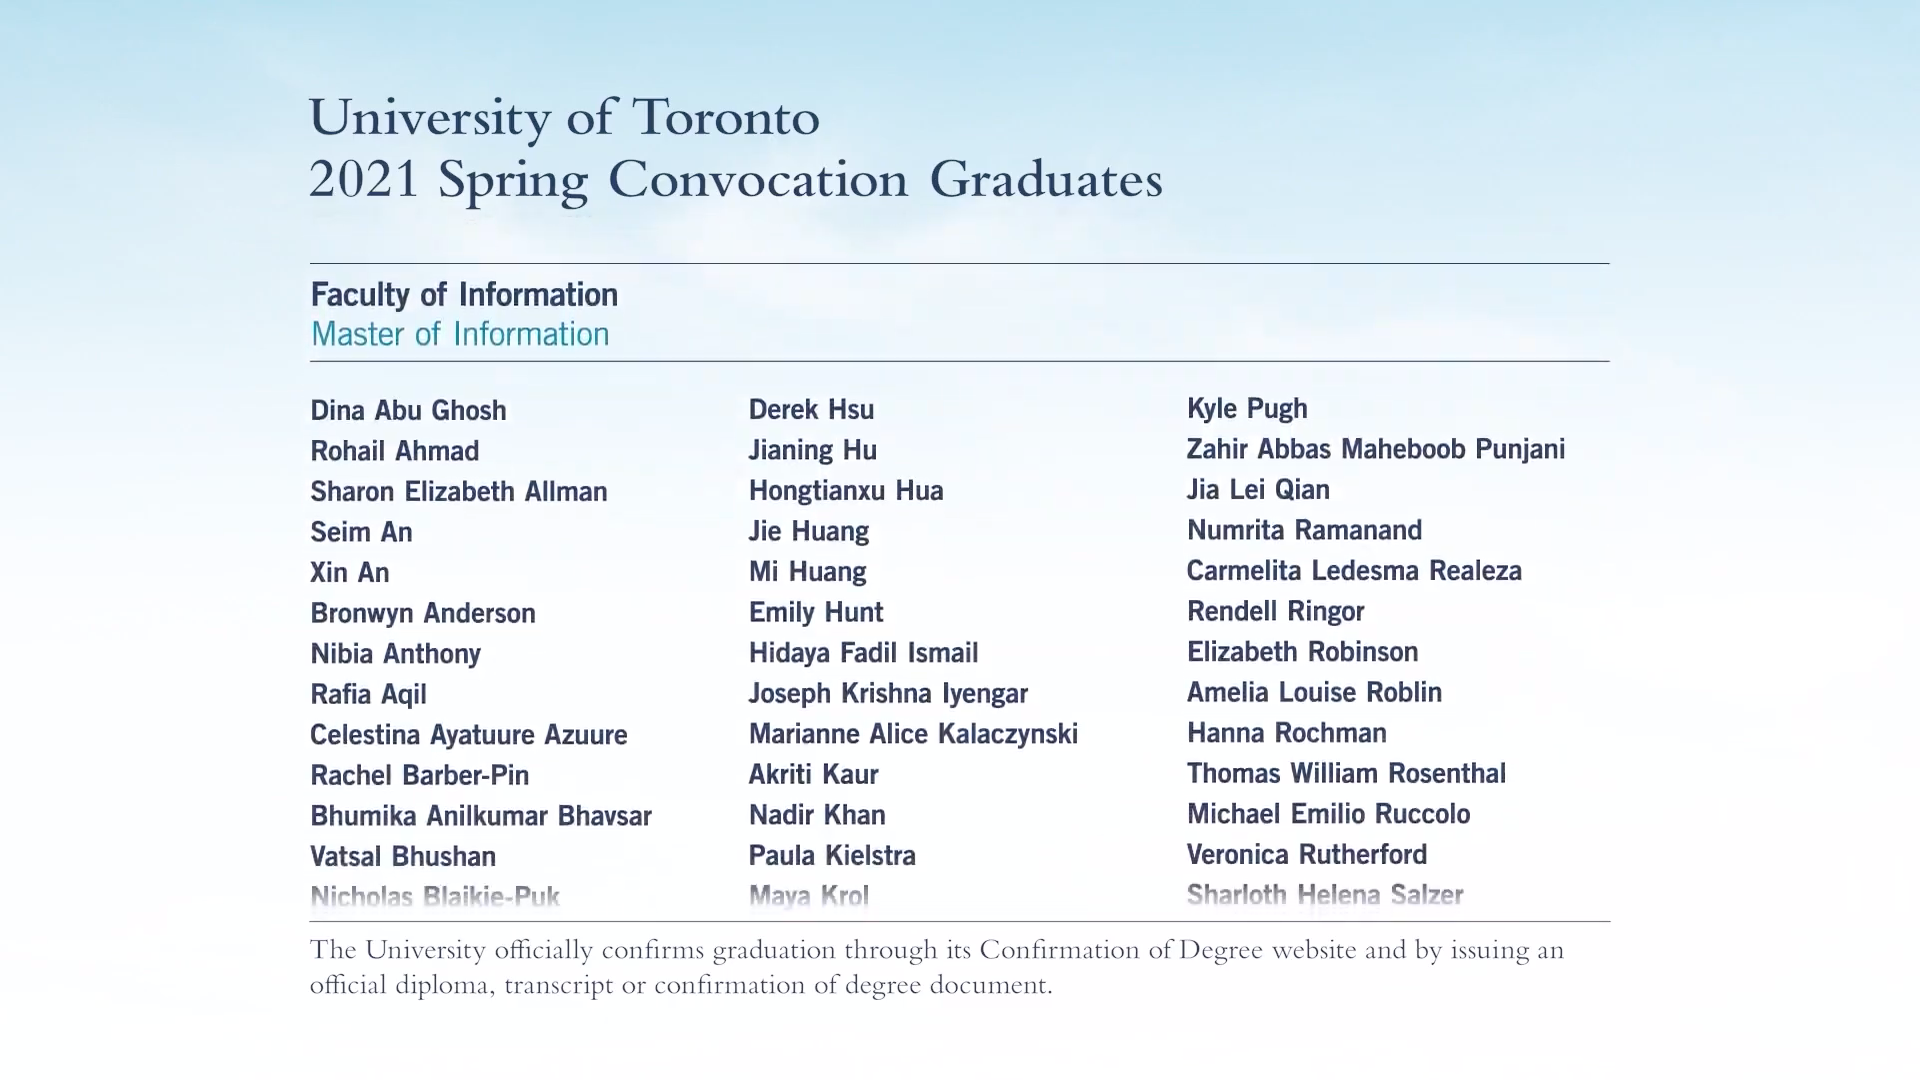 University of Toronto
2021 Spring Convocation Graduates
Faculty of Information
Master of Information
Dina Abu Ghosh
Rohail Ahmad
Sharon Elizabeth Allman
Seim An
Xin An
Bronwyn Anderson
Nibia Anthony
Rafia Aqil
Celestina Ayatuure Azuure
Rachel Barber-Pin
Bhumika Anilkumar Bhavsar
Vatsal Bhushan
Nicholas Blaikie-Puk
Derek Hsu
Jianing Hu
Hongtianxu Hua
Jie Huang
Mi Huang
Emily Hunt
Hidaya Fadil Ismail
Joseph Krishna Iyengar
Marianne Alice Kalaczynski
Akriti Kaur
Nadir Khan
Paula Kielstra
Maya Krol
Kyle Pugh
Zahir Abbas Maheboob Punjani
Jia Lei Qian
Numrita Ramanand
Carmelita Ledesma Realeza
Rendell Ringor
Elizabeth Robinson
Amelia Louise Roblin
Hanna Rochman
Thomas William Rosenthal
Michael Emilio Ruccolo
Veronica Rutherford
Sharloth Helena Salzer
The University officially confirms graduation through its Confirmation of Degree website and by issuing an
official diploma, transcript or confirmation of degree document.